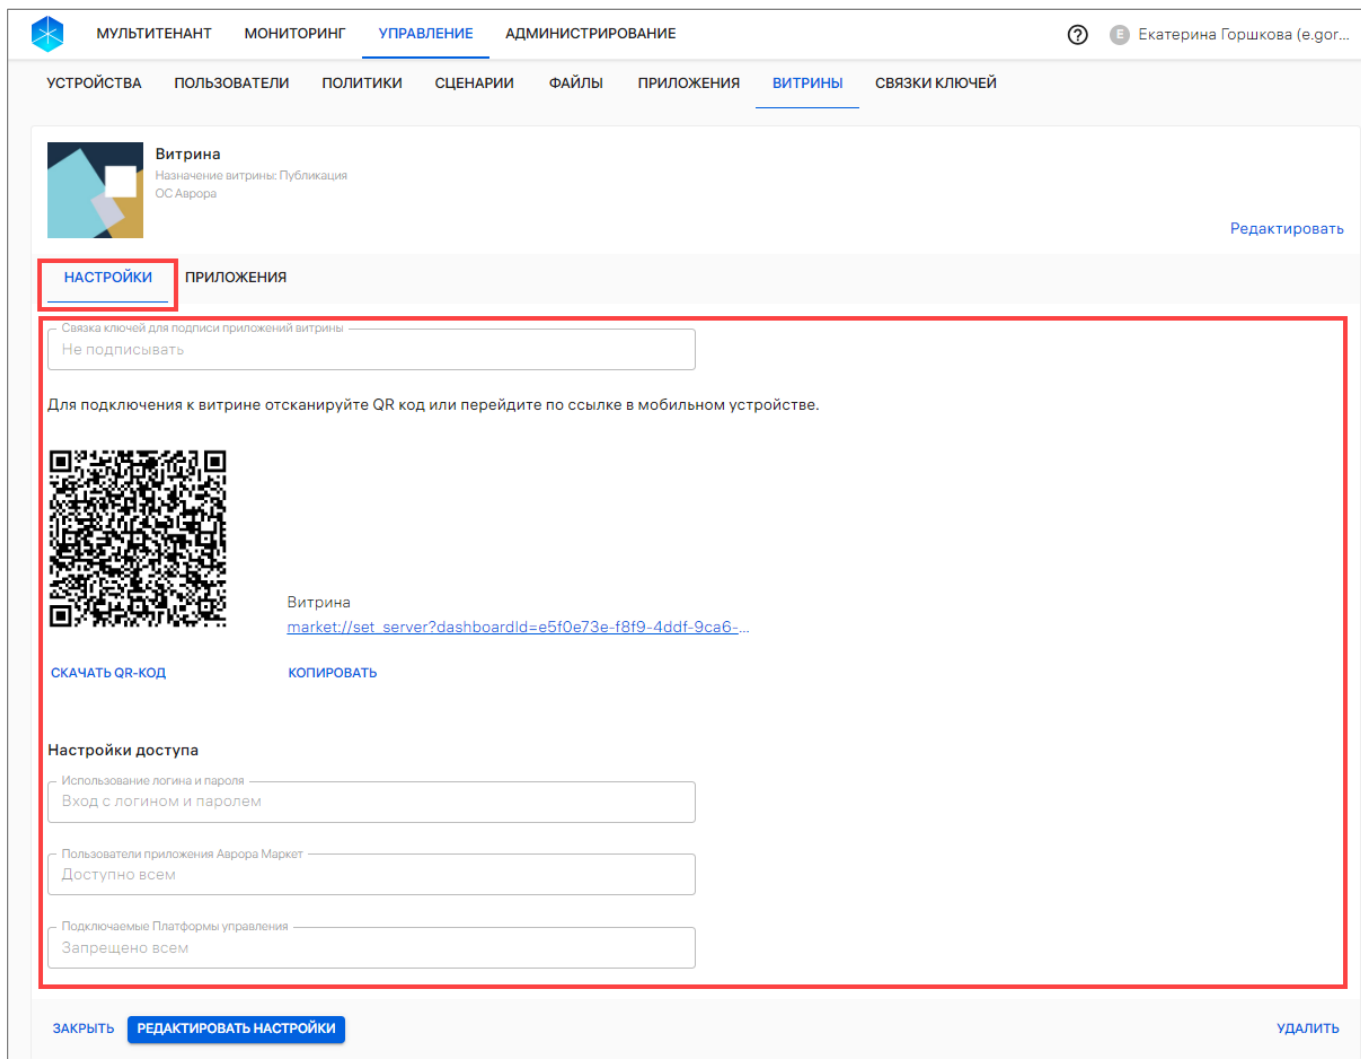 МУЛЬТИТЕНАНТ МОНИТОРИНГ УПРАВЛЕНИЕ АДМИНИСТРИРОВАНИЕ ? Е Екатерина Горшкова (e.gor...
УСТРОЙСТВА ПОЛЬЗОВАТЕЛИ ПОЛИТИКИ СЦЕНАРИИ ФАЙЛЫ ПРИЛОЖЕНИЯ ВИТРИНЫ СВЯЗКИ КЛЮЧЕЙ
Витрина
Назначение витрины: Публикация
ОС Аврора
Редактировать
НАСТРОЙКИ ПРИЛОЖЕНИЯ
Связка ключей для подписи приложений витрины
Не подписывать
Для подключения к витрине отсканируйте QR код или перейдите по ссылке в мобильном устройстве.
Витрина
market://set_server?dashboardId=e5f0e73e-f8f9-4ddf-9ca6-...
СКАЧАТЬ QR-КОД КОПИРОВАТЬ
Настройки доступа
Использование логина и пароля
Вход с логином и паролем
Пользователи приложения Аврора Маркет
Доступно всем
Подключаемые Платформы управления
Запрещено всем
ЗАКРЫТЬ РЕДАКТИРОВАТЬ НАСТРОЙКИ УДАЛИТЬ